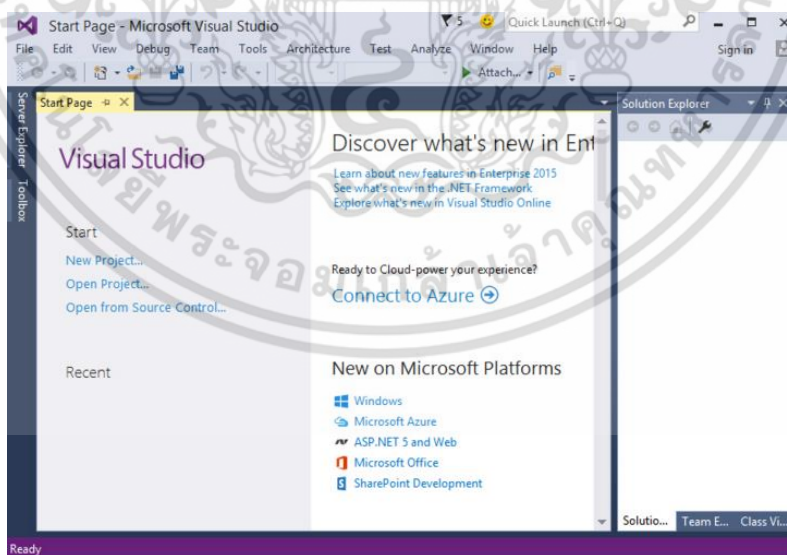 Start Page - Microsoft Visual Studio
5
Quick Launch (Ctrl+Q)
File Edit View Debug Team Tools Architecture Test Analyze Window Help
Sign in
Attach...
Server Explorer
Toolbox
Start Page
Solution Explorer
Visual Studio
Start
New Project...
Open Project...
Open from Source Control...
Recent
Discover what's new in Ent
Learn about new features in Enterprise 2015
See what's new in the .NET Framework
Explore what's new in Visual Studio Online
Ready to Cloud-power your experience?
Connect to Azure
New on Microsoft Platforms
Windows
Microsoft Azure
ASP.NET 5 and Web
Microsoft Office
SharePoint Development
Solutio... Team E... Class Vi...
Ready